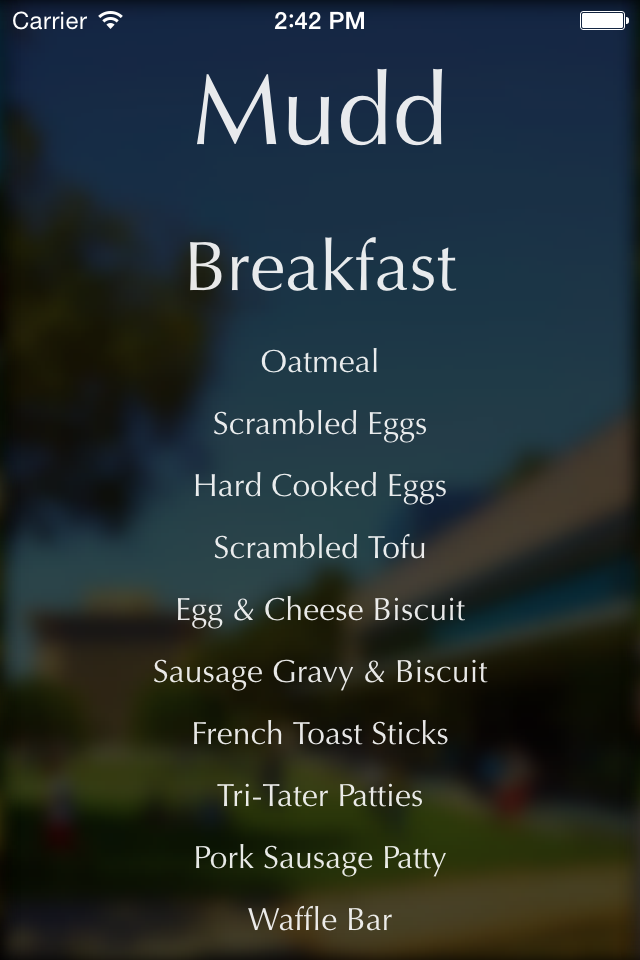 Carrier 2:42 PM
Mudd
Breakfast
Oatmeal
Scrambled Eggs
Hard Cooked Eggs
Scrambled Tofu
Egg & Cheese Biscuit
Sausage Gravy & Biscuit
French Toast Sticks
Tri-Tater Patties
Pork Sausage Patty
Waffle Bar